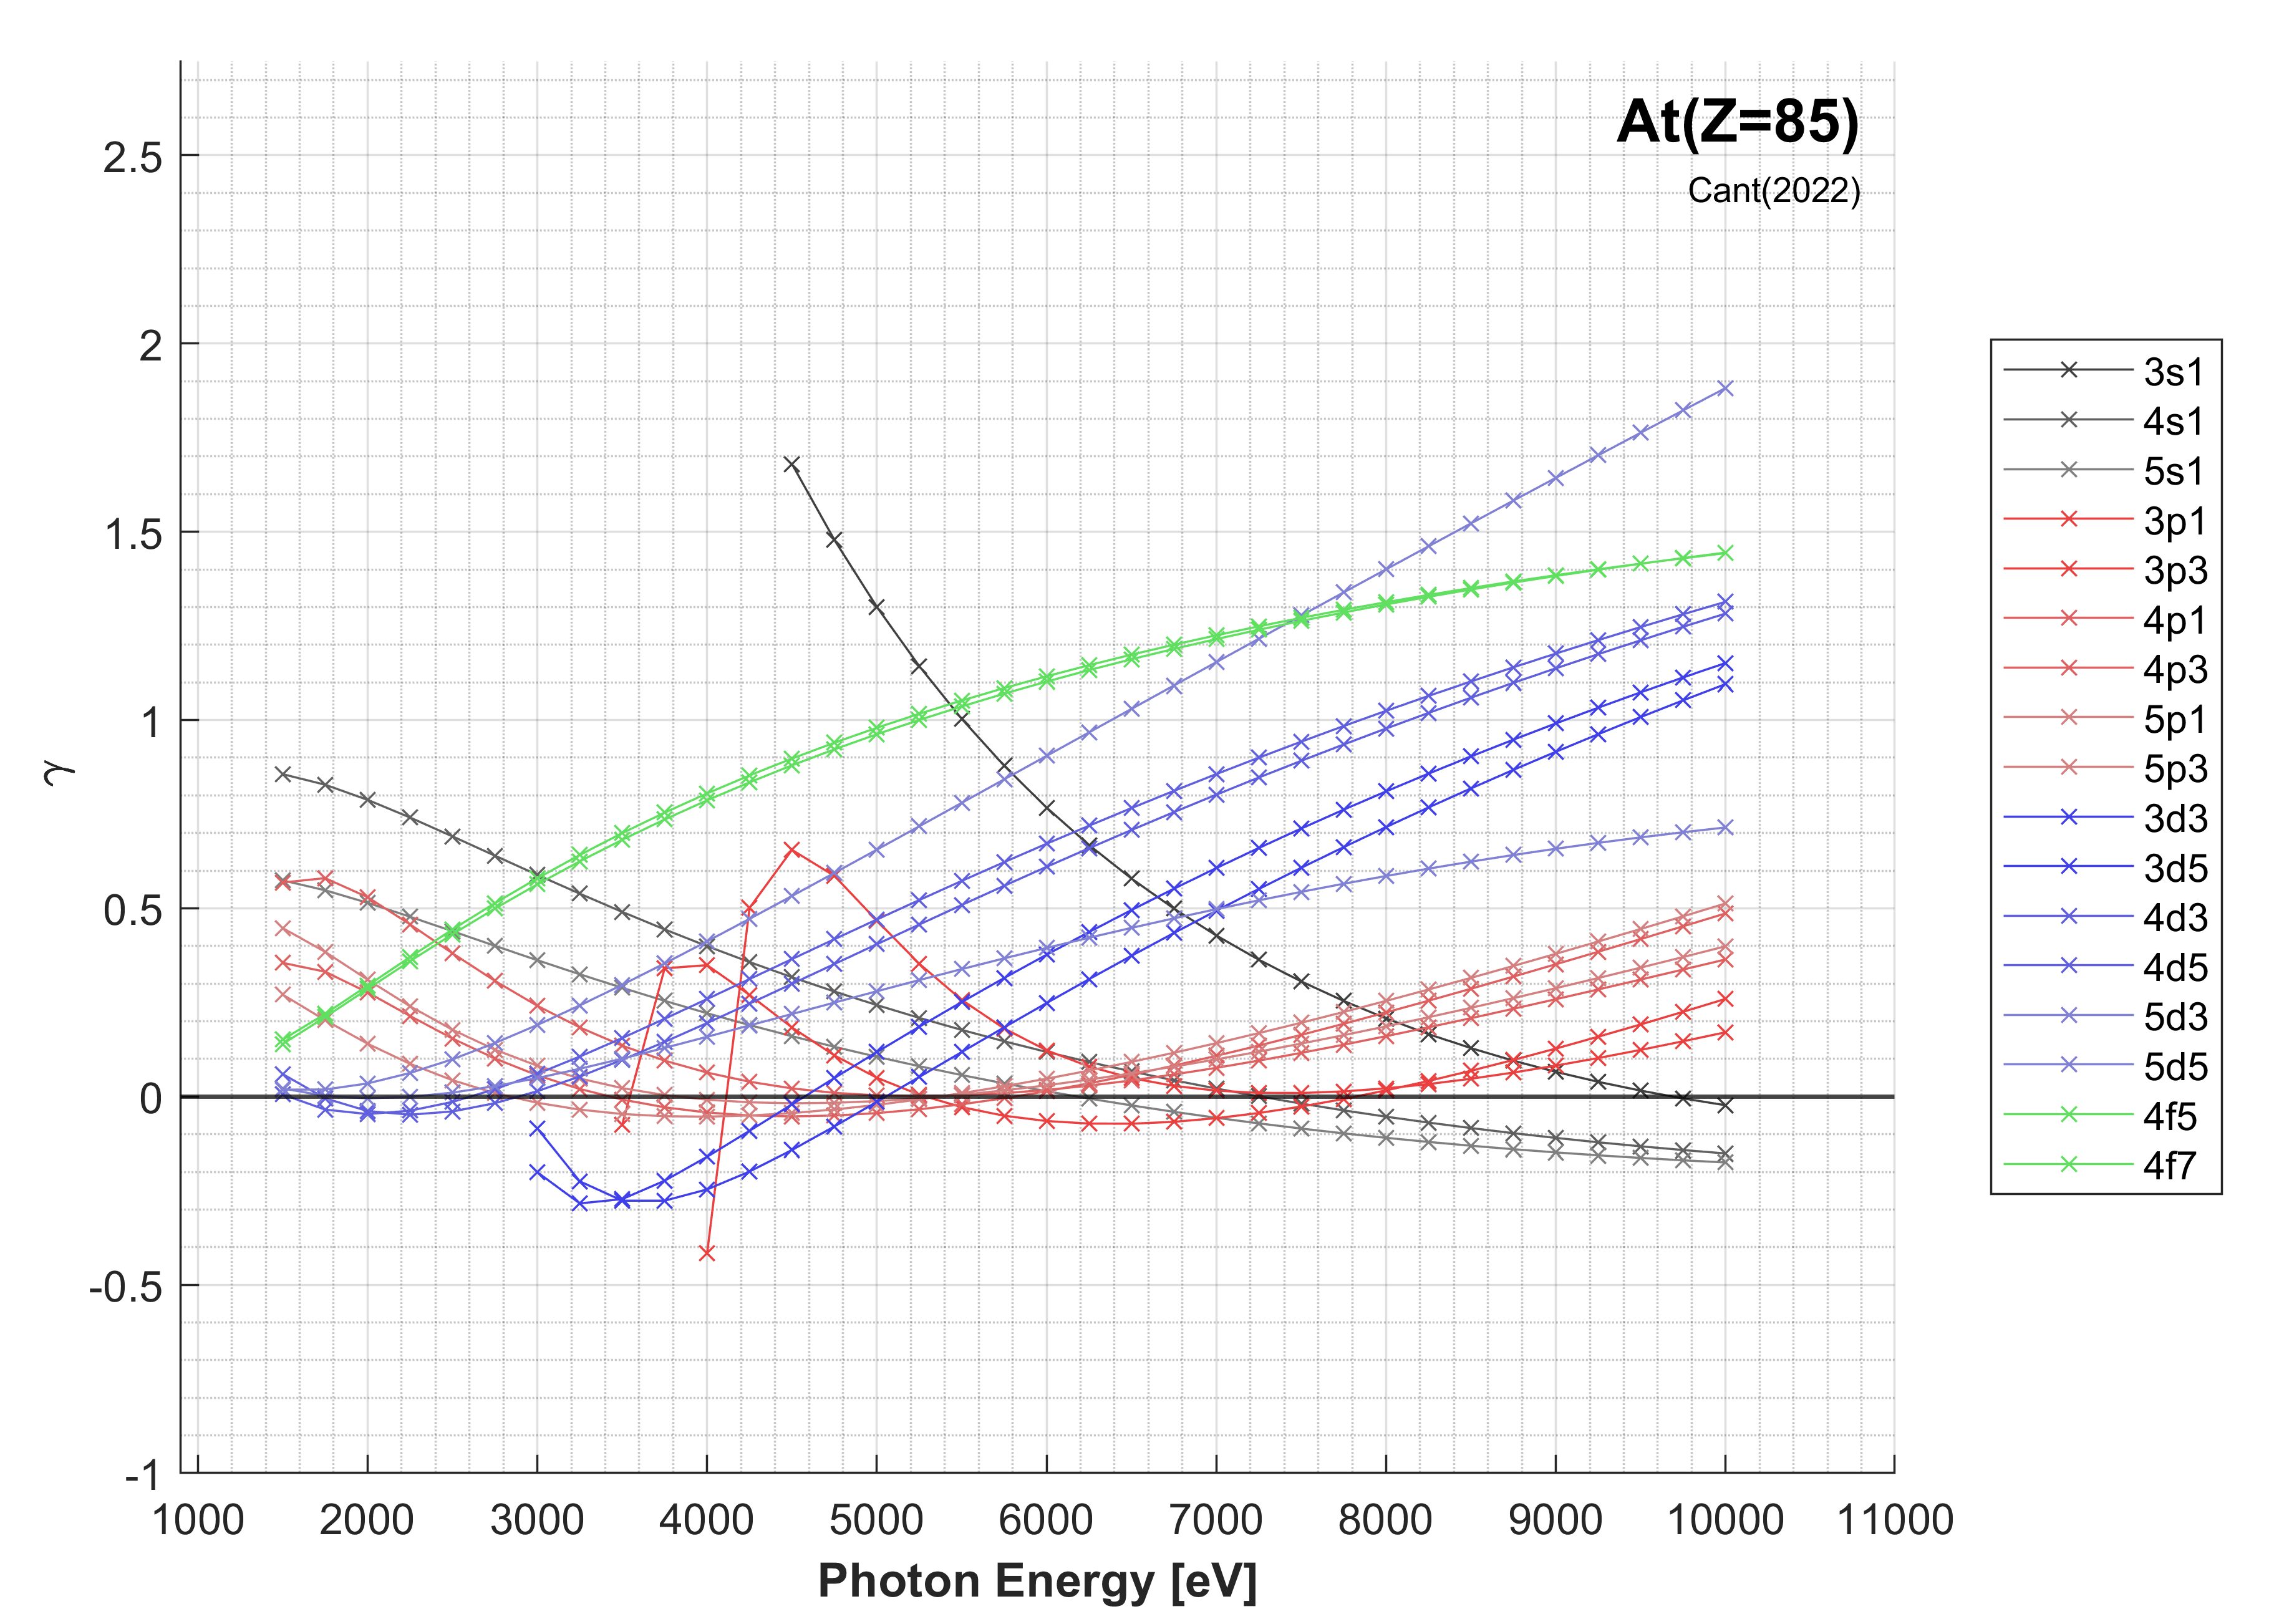 At(Z=85)
Cant(2022)
2.5
2
1.5
1
0.5
0
-0.5
-1
γ
1000 2000 3000 4000 5000 6000 7000 8000 9000 10000 11000
Photon Energy [eV]
3s1
4s1
5s1
3p1
3p3
4p1
4p3
5p1
5p3
3d3
3d5
4d3
4d5
5d3
5d5
4f5
4f7